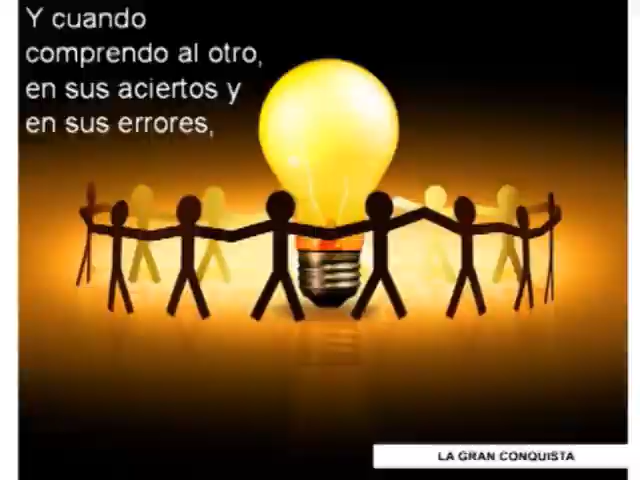 Y cuando
comprendo al otro,
en sus aciertos y
en sus errores,
LA GRAN CONQUISTA